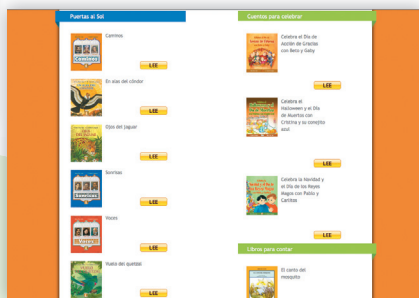 Puertas al Sol
Caminos
Caminos
LEE
En alas del cóndor
LEE
Ojos del jaguar
LEE
Sonrisas
Sonrisas
LEE
Voces
Voces
LEE
Vuelo del quetzal
LEE
Cuentos para celebrar
Celebra el Día de
Acción de Gracias
con Beto y Gaby
LEE
Celebra el
Halloween y el Día
de Muertos con
Cristina y su conejito
azul
LEE
Celebra la Navidad y
el Día de los Reyes
Magos con Pablo y
Carlitos
LEE
Libros para contar
El canto del
mosquito